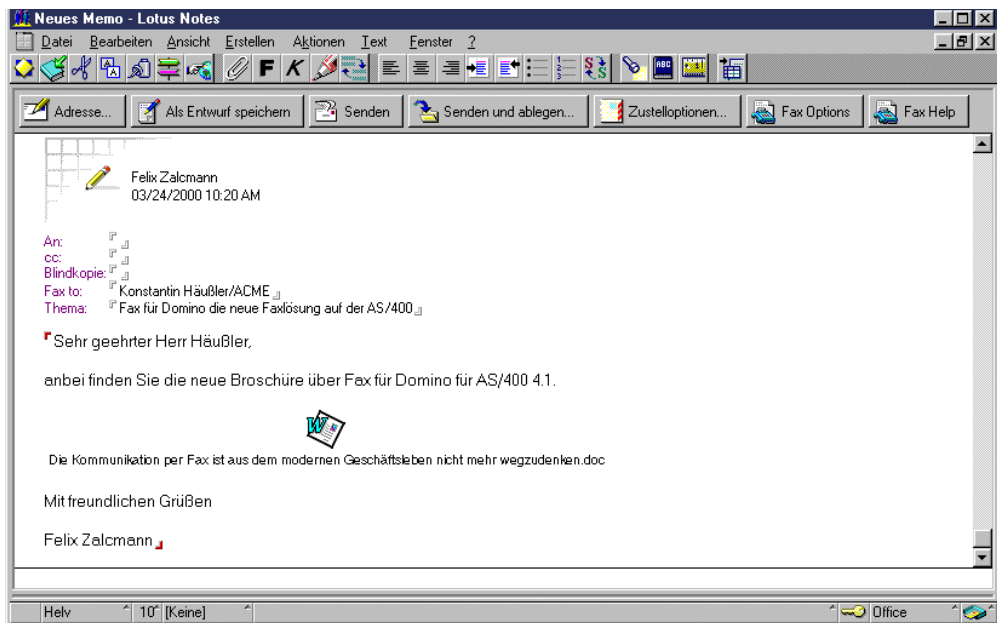 Neues Memo - Lotus Notes
Datei Bearbeiten Ansicht Erstellen Aktionen Text Fenster ?
F K ABC
Adresse... Als Entwurf speichern Senden Senden und ablegen... Zustelloptionen... Fax Options Fax Help
Felix Zalcmann
03/24/2000 10:20 AM
An:
cc:
Blindkopie:
Fax to: Konstantin Häußler/ACME
Thema: Fax für Domino die neue Faxlösung auf der AS/400
Sehr geehrter Herr Häußler,
anbei finden Sie die neue Broschüre über Fax für Domino für AS/400 4.1.
W
Die Kommunikation per Fax ist aus dem modernen Geschäftsleben nicht mehr wegzudenken.doc
Mit freundlichen Grüßen
Felix Zalcmann
Helv 10 [Keine] Office